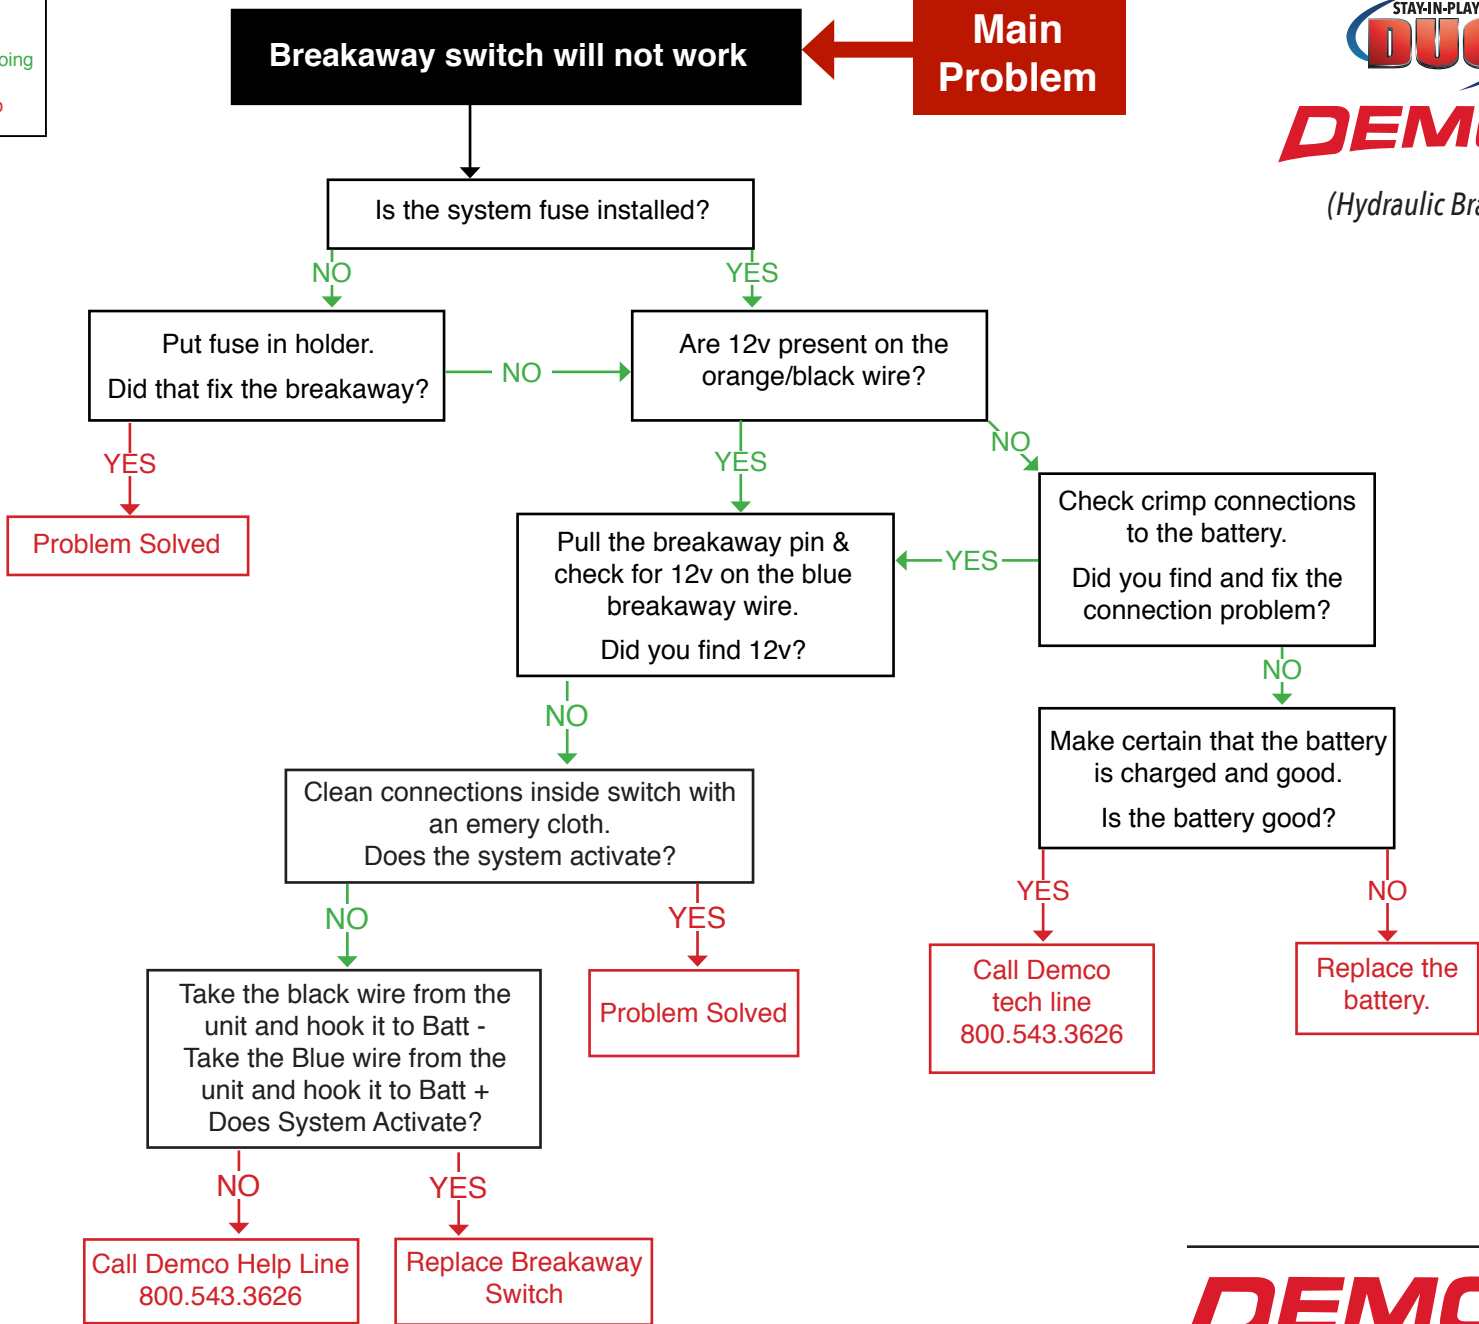 Breakaway switch will not work
Main
Problem
STAY-IN-PLAY
(Hydraulic
Is the system fuse installed?
NO
YES
Put fuse in holder.
Did that fix the breakaway?
NO
Are 12v present on the
orange/black wire?
YES
YES
NO
Problem Solved
Pull the breakaway pin &
check for 12v on the blue
breakaway wire.
Did you find 12v?
YES
Check crimp connections
to the battery.
Did you find and fix the
connection problem?
NO
NO
Make certain that the battery
is charged and good.
Is the battery good?
Clean connections inside switch with
an emery cloth.
Does the system activate?
NO
YES
YES
NO
Take the black wire from the
unit and hook it to Batt -
Take the Blue wire from the
unit and hook it to Batt +
Does System Activate?
Problem Solved
Call Demco
tech line
800.543.3626
Replace the
battery.
NO
YES
Call Demco Help Line
800.543.3626
Replace Breakaway
Switch